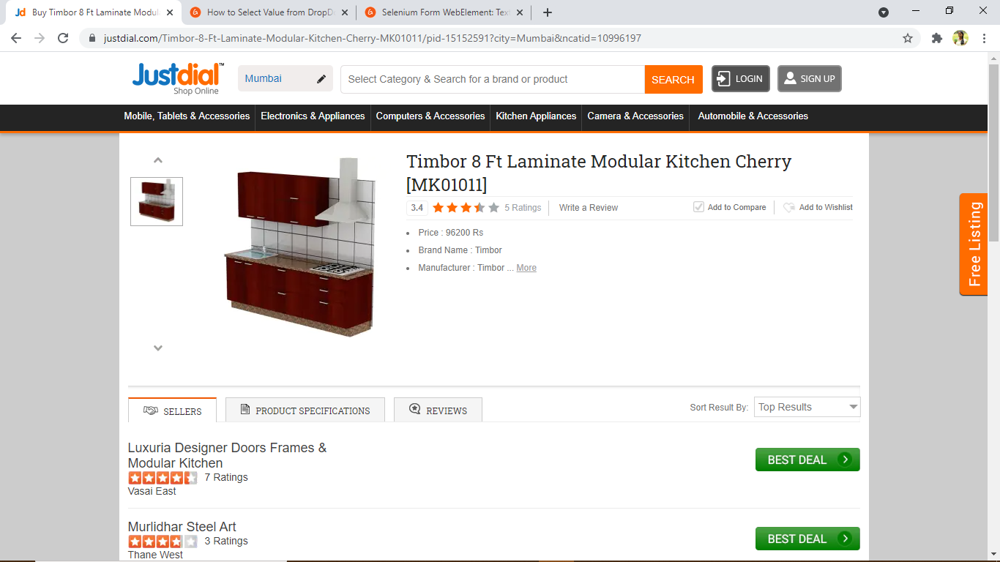 Buy Timbor 8 Ft Laminate Modul
How to Select Value from DropD
Selenium Form WebElement: Tex
justdial.com/Timbor-8-Ft-Laminate-Modular-Kitchen-Cherry-MK01011/pid-15152591?city=Mumbai&ncatid=10996197
Justdial™
Shop Online
Mumbai
Select Category & Search for a brand or product
SEARCH
LOGIN
SIGN UP
Mobile, Tablets & Accessories
Electronics & Appliances
Computers & Accessories
Kitchen Appliances
Camera & Accessories
Automobile & Accessories
Timbor 8 Ft Laminate Modular Kitchen Cherry
[MK01011]
3.4
5 Ratings
Write a Review
Add to Compare
Add to Wishlist
Price : 96200 Rs
Brand Name : Timbor
Manufacturer : Timbor ... More
Free Listing
SELLERS
PRODUCT SPECIFICATIONS
REVIEWS
Sort Result By:
Top Results
Luxuria Designer Doors Frames &
Modular Kitchen
7 Ratings
Vasai East
BEST DEAL
Murlidhar Steel Art
3 Ratings
Thane West
BEST DEAL